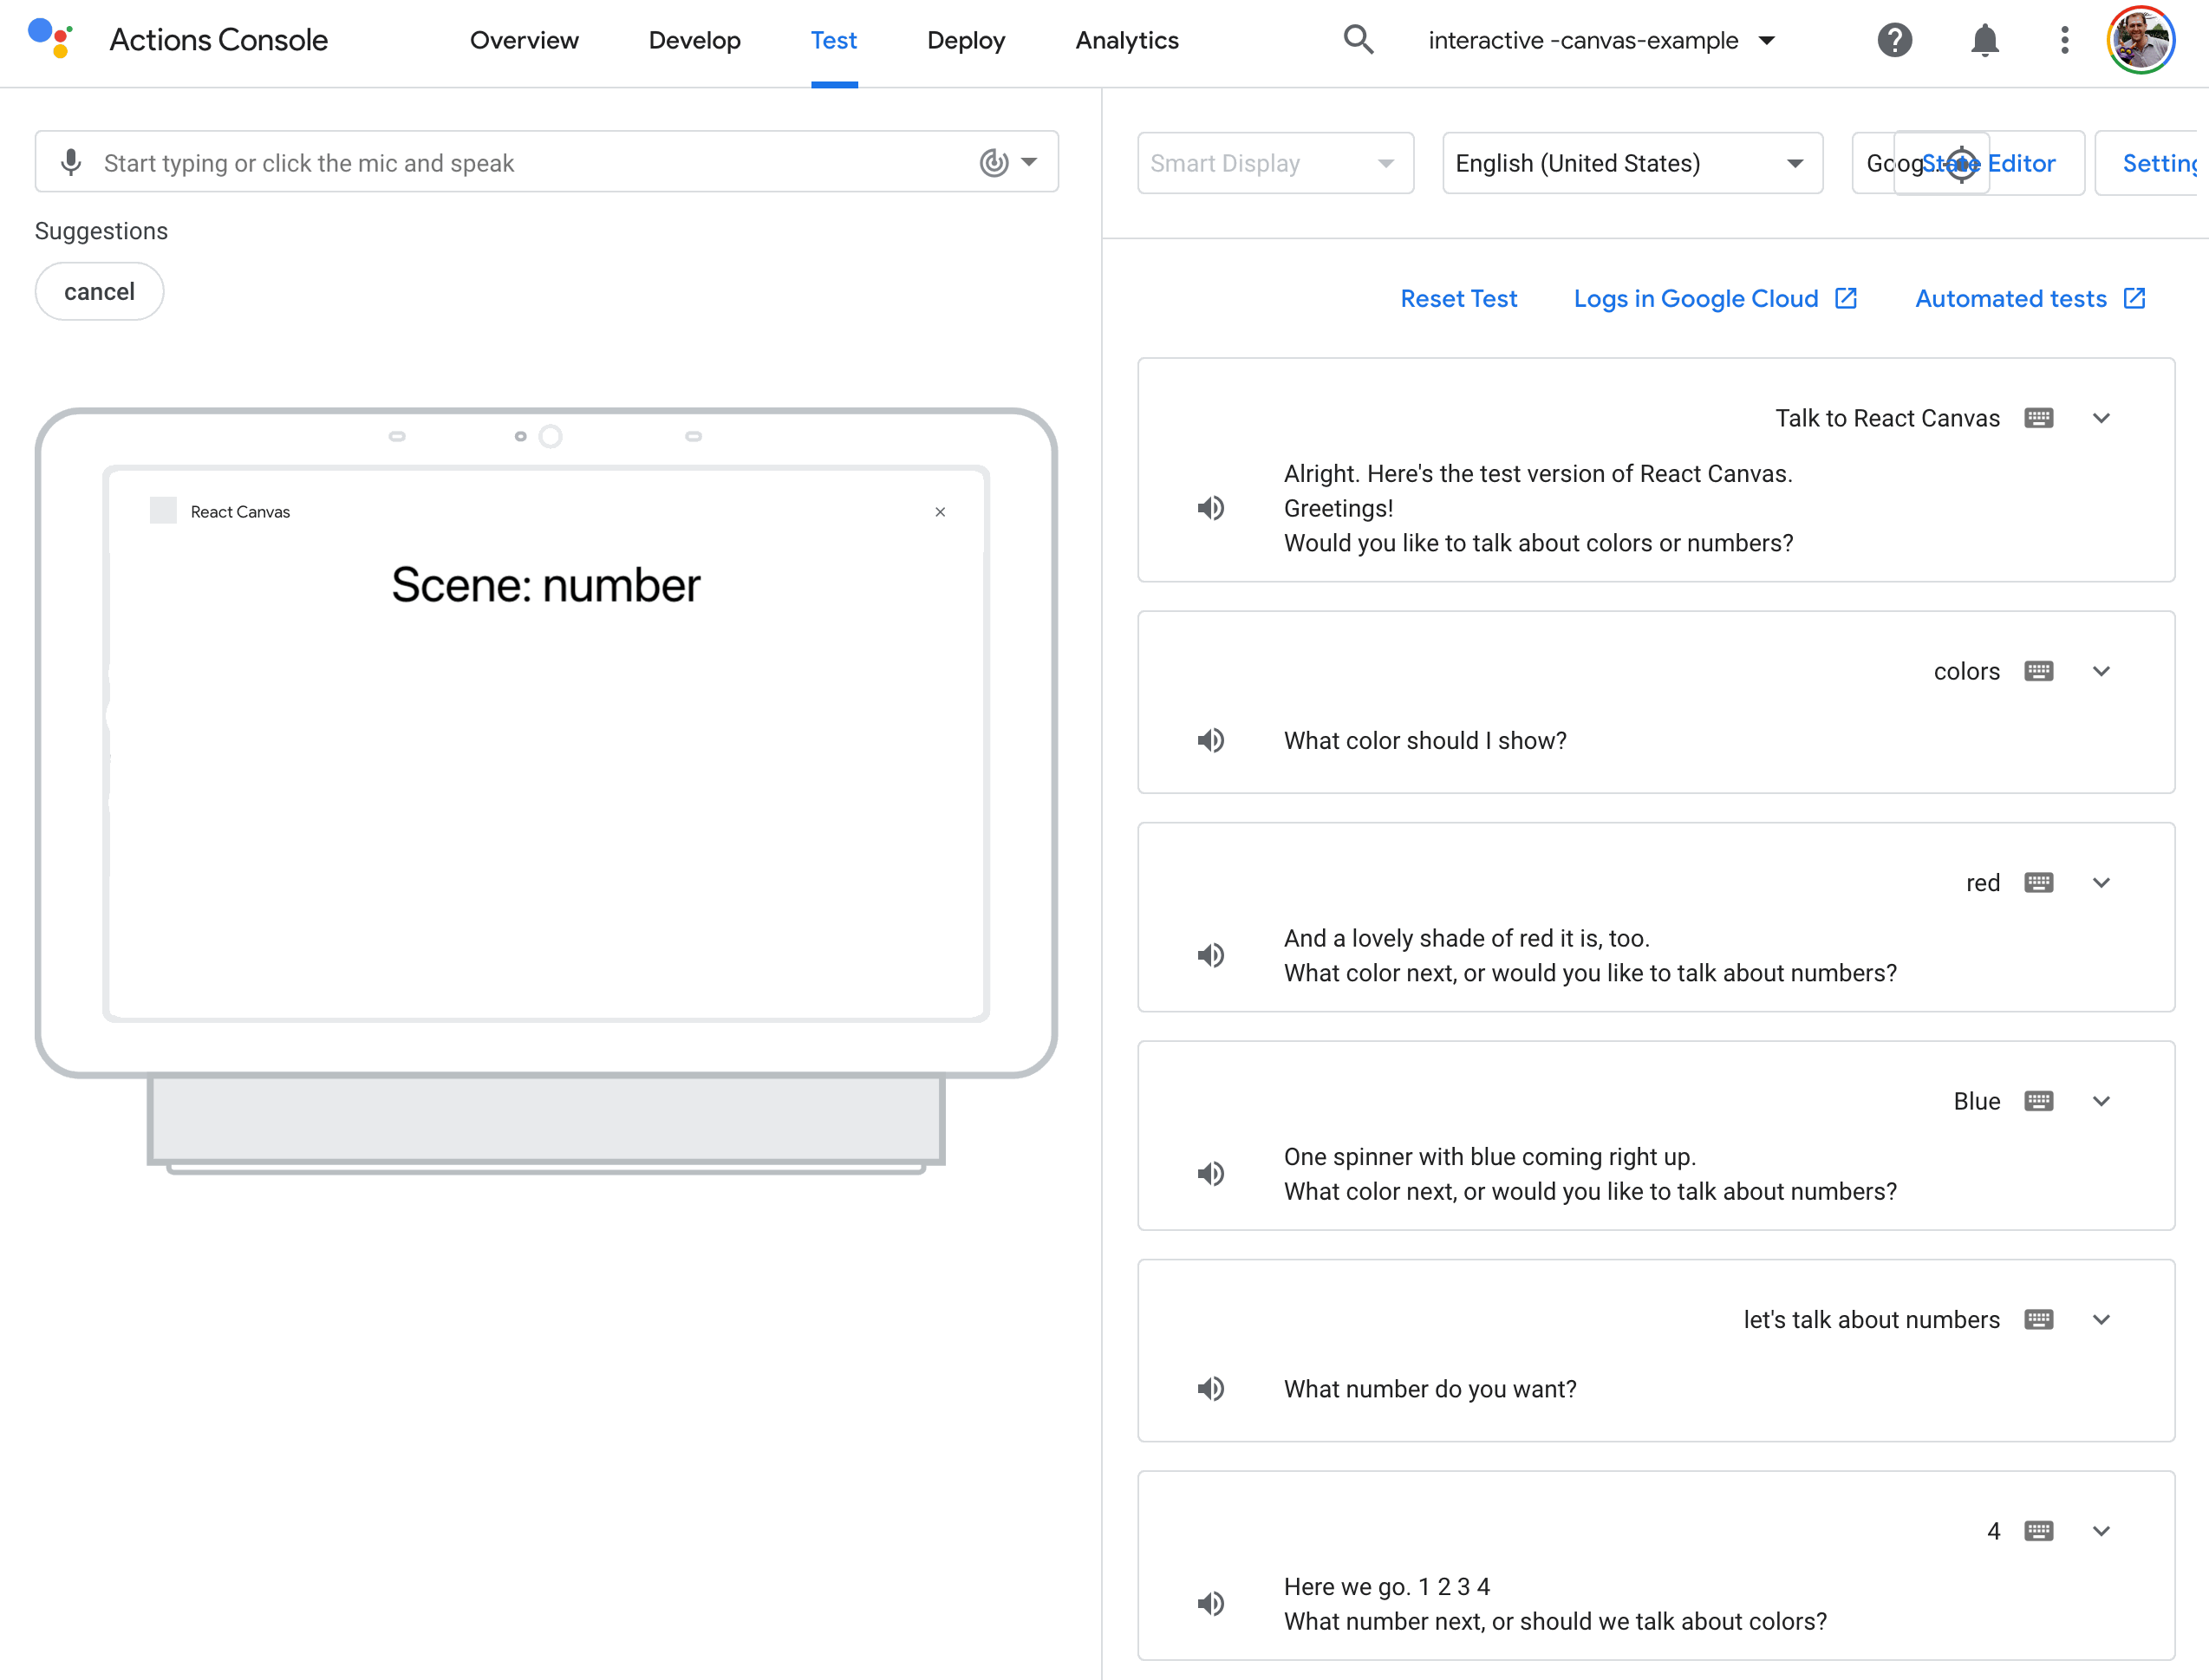 Actions Console
Overview
Develop
Test
Deploy
Analytics
interactive -canvas-example
Start typing or click the mic and speak
Suggestions
cancel
React Canvas
Scene: number
Smart Display
English (United States)
Goog...
State Editor
Setting
Reset Test
Logs in Google Cloud
Automated tests
Talk to React Canvas
Alright. Here's the test version of React Canvas.
Greetings!
Would you like to talk about colors or numbers?
colors
What color should I show?
red
And a lovely shade of red it is, too.
What color next, or would you like to talk about numbers?
Blue
One spinner with blue coming right up.
What color next, or would you like to talk about numbers?
let's talk about numbers
What number do you want?
4
Here we go. 1 2 3 4
What number next, or should we talk about colors?